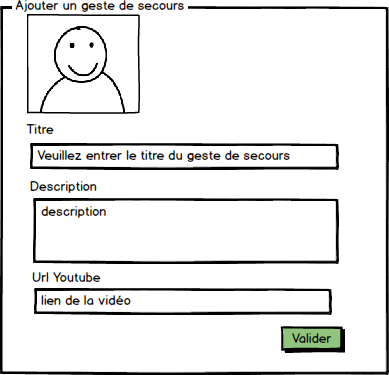 Ajouter un geste de secours
Titre
Veuillez entrer le titre du geste de secours
Description
description
Url Youtube
lien de la vidéo
Valider